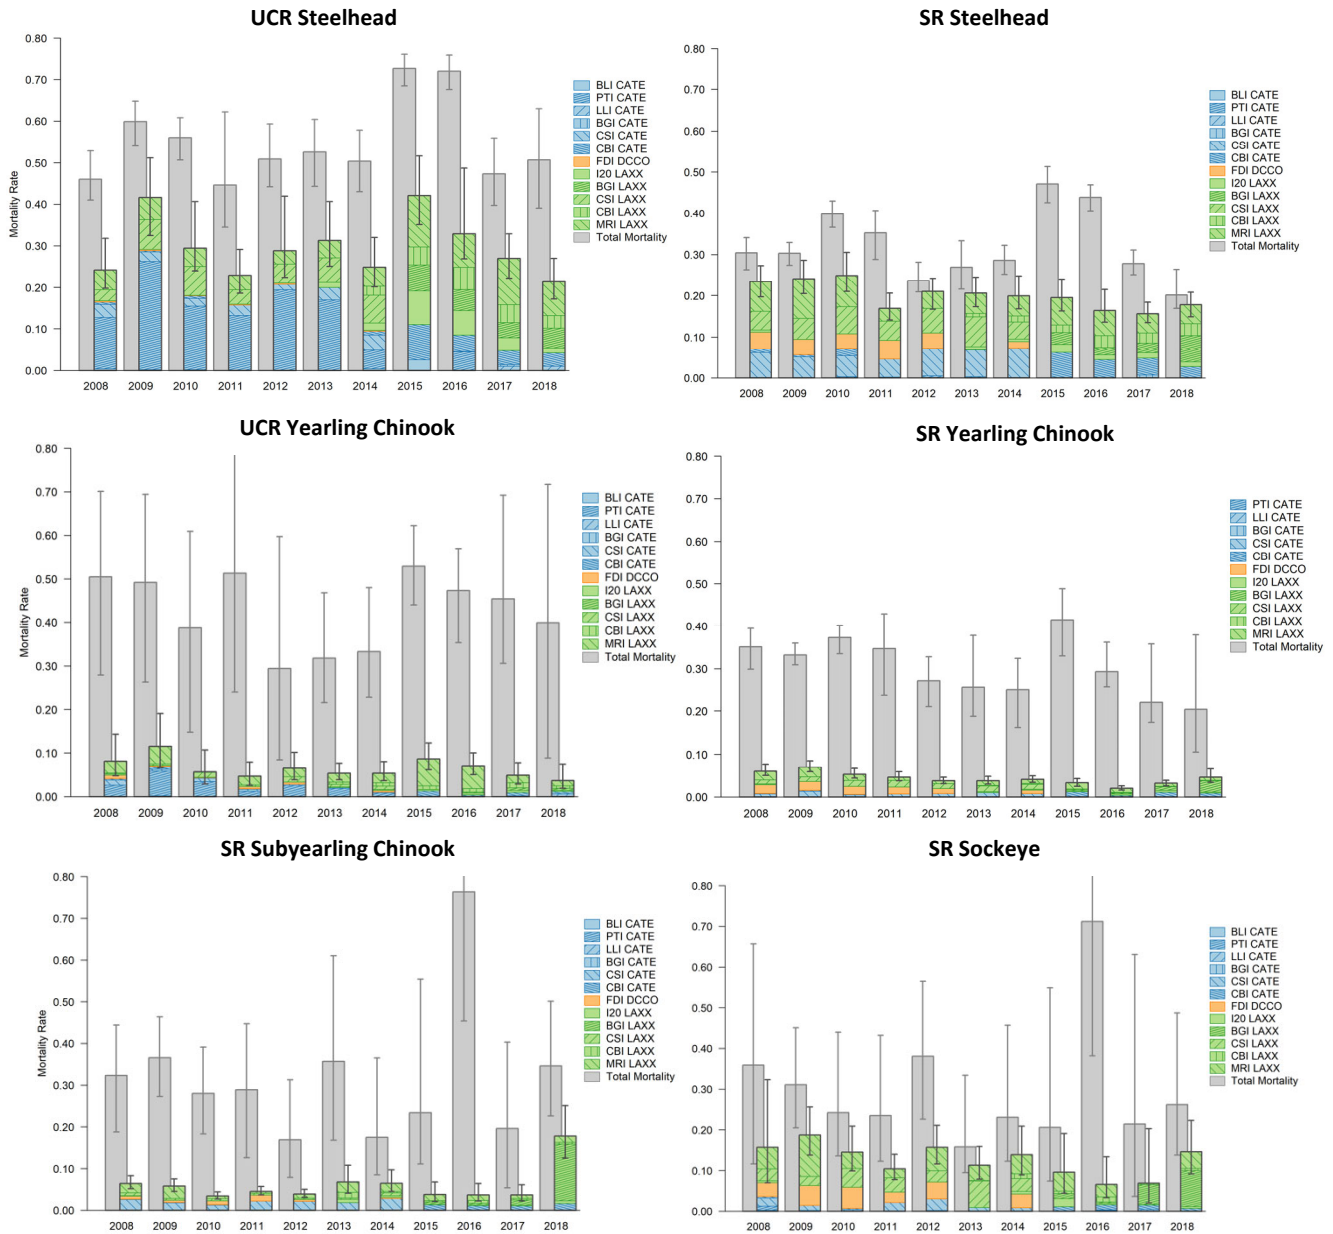 UCR Steelhead
Mortality Rate
0.80
0.70
0.60
0.50
0.40
0.30
0.20
0.10
0.00
2008 2009 2010 2011 2012 2013 2014 2015 2016 2017 2018
BLI CATE
PTI CATE
LLI CATE
BGI CATE
CSI CATE
CBI CATE
FDI DCCO
I20 LAXX
BGI LAXX
CSI LAXX
CBI LAXX
MRI LAXX
Total Mortality
SR Steelhead
0.80
0.70
0.60
0.50
0.40
0.30
0.20
0.10
0.00
2008 2009 2010 2011 2012 2013 2014 2015 2016 2017 2018
BLI CATE
PTI CATE
LLI CATE
BGI CATE
CSI CATE
CBI CATE
FDI DCCO
I20 LAXX
BGI LAXX
CSI LAXX
CBI LAXX
MRI LAXX
Total Mortality
UCR Yearling Chinook
Mortality Rate
0.80
0.70
0.60
0.50
0.40
0.30
0.20
0.10
0.00
2008 2009 2010 2011 2012 2013 2014 2015 2016 2017 2018
BLI CATE
PTI CATE
LLI CATE
BGI CATE
CSI CATE
CBI CATE
FDI DCCO
I20 LAXX
BGI LAXX
CSI LAXX
CBI LAXX
MRI LAXX
Total Mortality
SR Yearling Chinook
0.80
0.70
0.60
0.50
0.40
0.30
0.20
0.10
0.00
2008 2009 2010 2011 2012 2013 2014 2015 2016 2017 2018
PTI CATE
LLI CATE
BGI CATE
CSI CATE
CBI CATE
FDI DCCO
I20 LAXX
BGI LAXX
CSI LAXX
CBI LAXX
MRI LAXX
Total Mortality
SR Subyearling Chinook
Mortality Rate
0.80
0.70
0.60
0.50
0.40
0.30
0.20
0.10
0.00
2008 2009 2010 2011 2012 2013 2014 2015 2016 2017 2018
BLI CATE
PTI CATE
LLI CATE
BGI CATE
CSI CATE
CBI CATE
FDI DCCO
I20 LAXX
BGI LAXX
CSI LAXX
CBI LAXX
MRI LAXX
Total Mortality
SR Sockeye
0.80
0.70
0.60
0.50
0.40
0.30
0.20
0.10
0.00
2008 2009 2010 2011 2012 2013 2014 2015 2016 2017 2018
BLI CATE
PTI CATE
LLI CATE
BGI CATE
CSI CATE
CBI CATE
FDI DCCO
I20 LAXX
BGI LAXX
CSI LAXX
CBI LAXX
MRI LAXX
Total Mortality